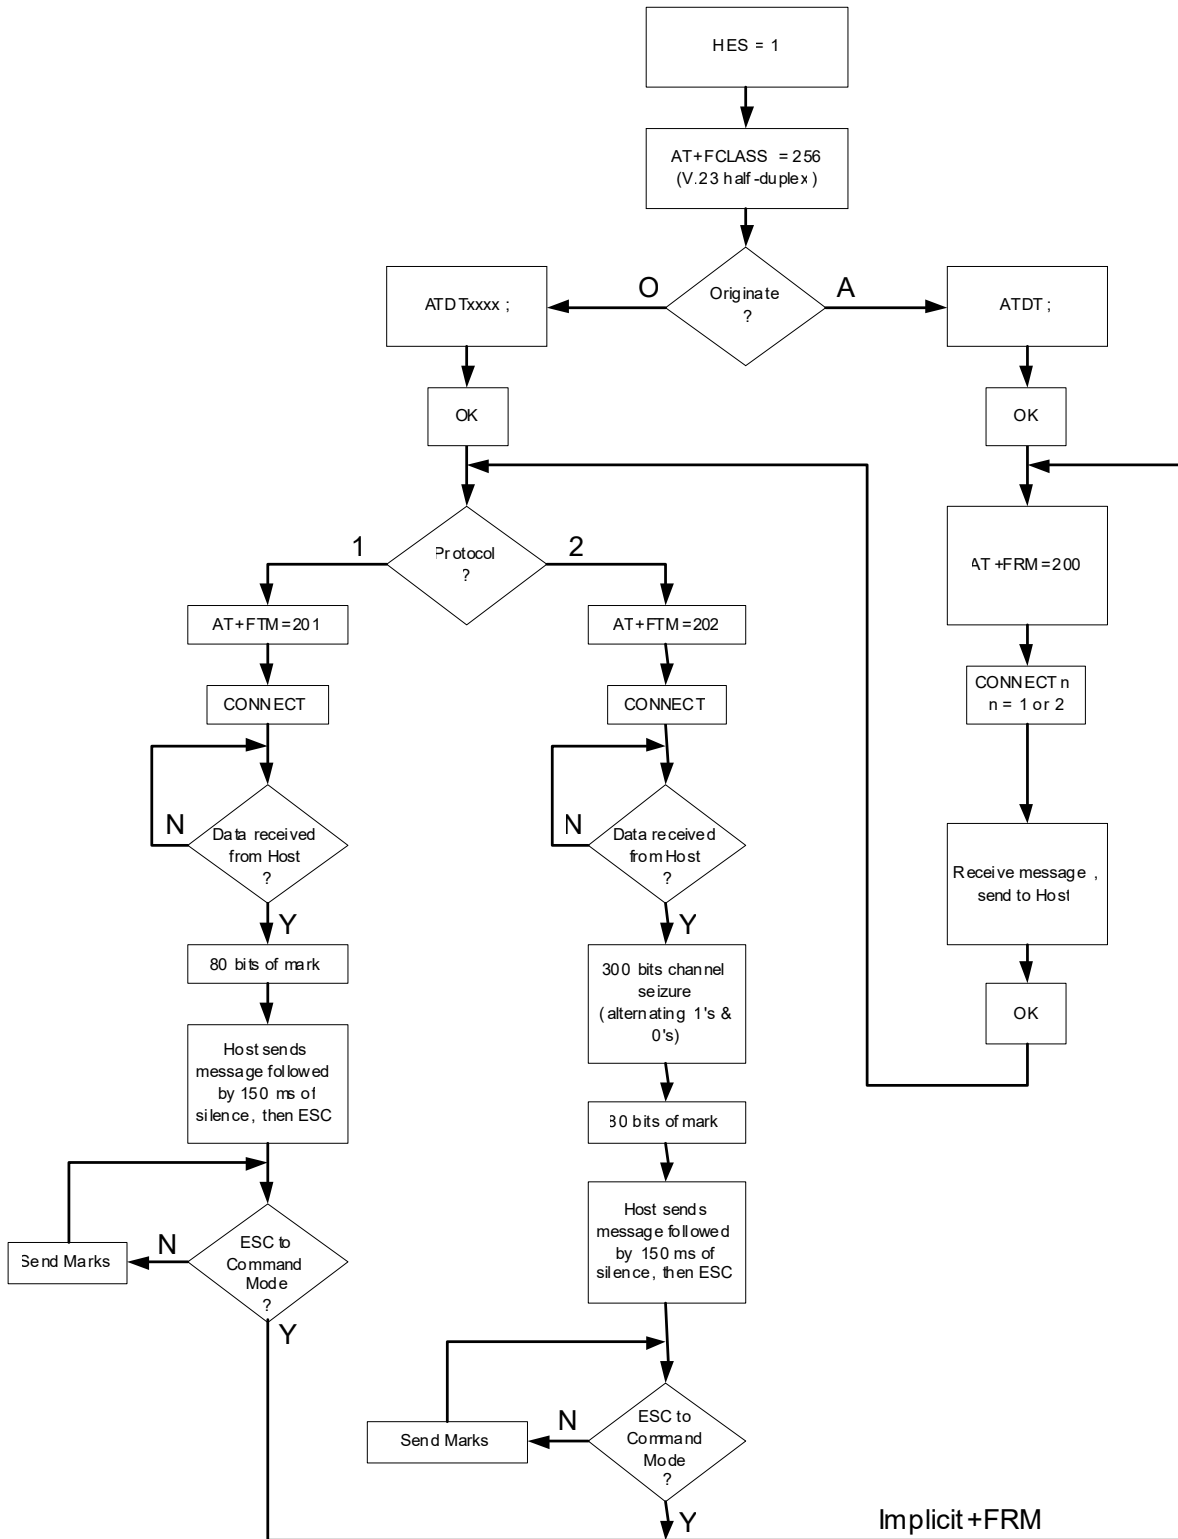 HES = 1
AT+FCLASS = 256
(V.23 half-duplex)
Originate
?
O
A
ATDTxxxx ;
ATDT ;
OK
OK
Protocol
?
1
2
AT+FTM=201
AT+FTM=202
AT+FRM=200
CONNECT
CONNECT
CONNECT n
n = 1 or 2
N
Data received
from Host
?
Y
N
Data received
from Host
?
Y
Receive message ,
send to Host
80 bits of mark
300 bits channel
seizure
(alternating 1's &
0's)
OK
Host sends
message followed
by 150 ms of
silence, then ESC
80 bits of mark
Host sends
message followed
by 150 ms of
silence, then ESC
Send Marks
N
ESC to
Command
Mode
?
Y
Send Marks
N
ESC to
Command
Mode
?
Y
Implicit +FRM